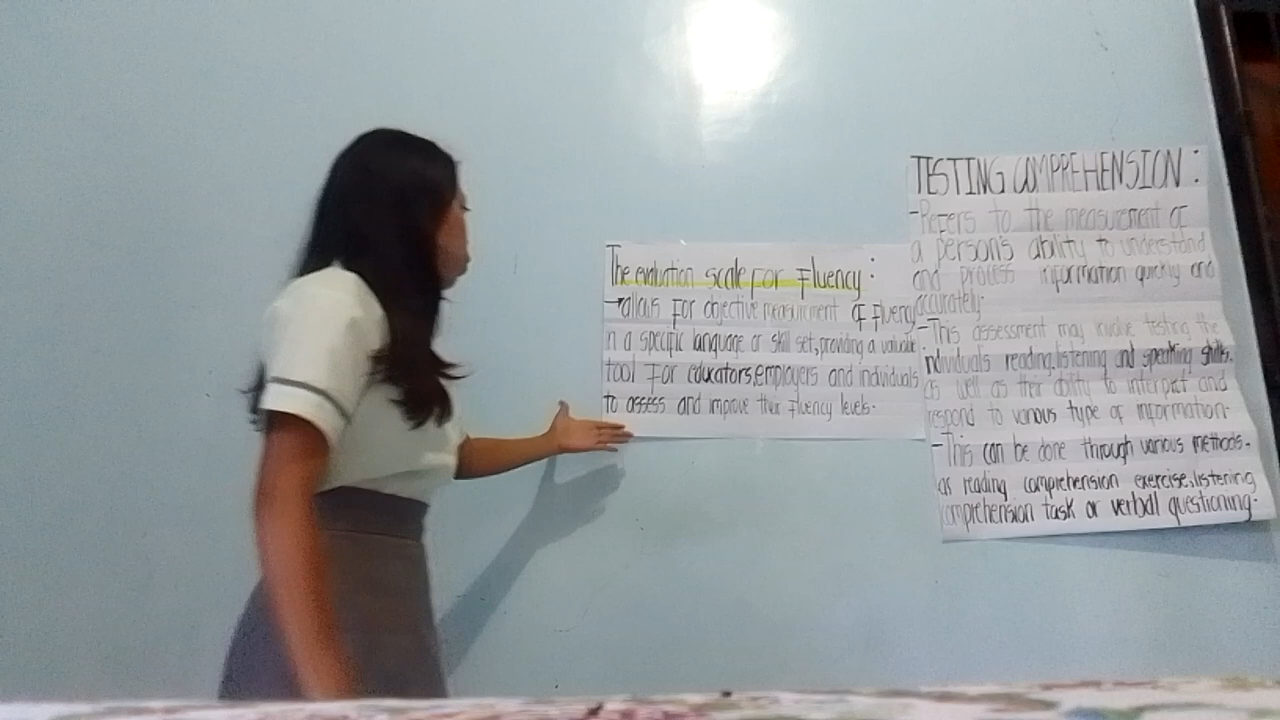 The evaluation scale for Fluency:
→allows For objective measurement of Fluency
in a specific language or skill set, providing a valuable
tool For educators, employers and individuals
to assess and improve their Fluency levels.
TESTING COMPREHENSION:
-Refers to the measurement of
a person's ability to understand
and process information quickly and
accurately.
-This assessment may involve testing the
individuals reading, listening and speaking skills.
as well as their ability to interpret and
respond to various type of information.
-This can be done through various methods.
as reading comprehension exercise, listening
comprehension task or verball questioning.